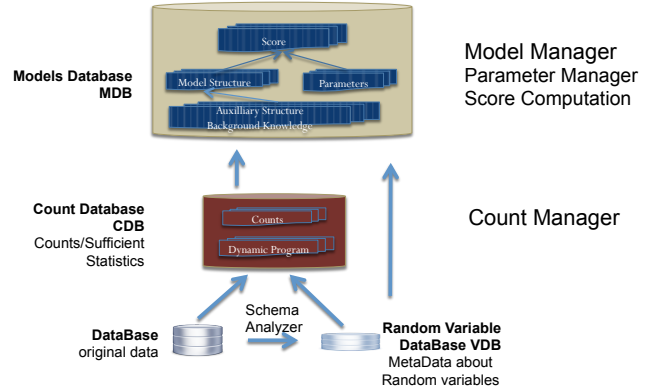 Score
Model Structure
Parameters
Auxilliary Structure
Background Knowledge
Models Database
MDB
Model Manager
Parameter Manager
Score Computation
Count Database
CDB
Counts/Sufficient
Statistics
Counts
Dynamic Program
Count Manager
Schema
Analyzer
DataBase
original data
Random Variable
DataBase VDB
MetaData about
Random variables